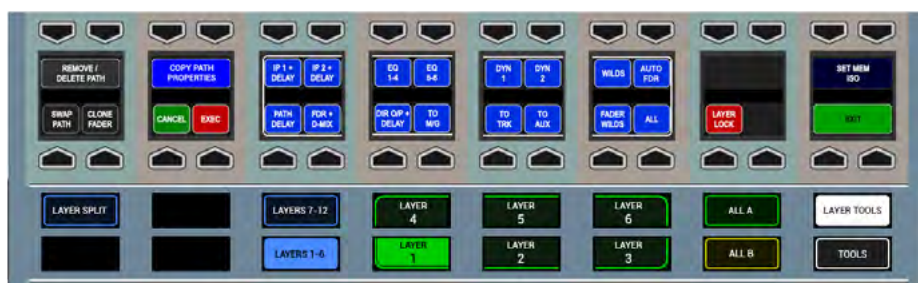 REMOVE /
DELETE PATH
COPY PATH
PROPERTIES
IP 1 +
DELAY
IP 2 +
DELAY
EQ
1-4
EQ
5-6
DYN
1
DYN
2
WILDS
AUTO
FDR
SET MEM
ISO
SWAP
PATH
CLONE
FADER
CANCEL
EXEC
PATH
DELAY
FDR +
D-MIX
DIR O/P +
DELAY
TO
M/G
TO
TRK
TO
AUX
FADER
WILDS
ALL
LAYER
LOCK
EXIT
LAYER SPLIT
LAYERS 7-12
LAYER
4
LAYER
5
LAYER
6
ALL A
LAYER TOOLS
LAYERS 1-6
LAYER
1
LAYER
2
LAYER
3
ALL B
TOOLS